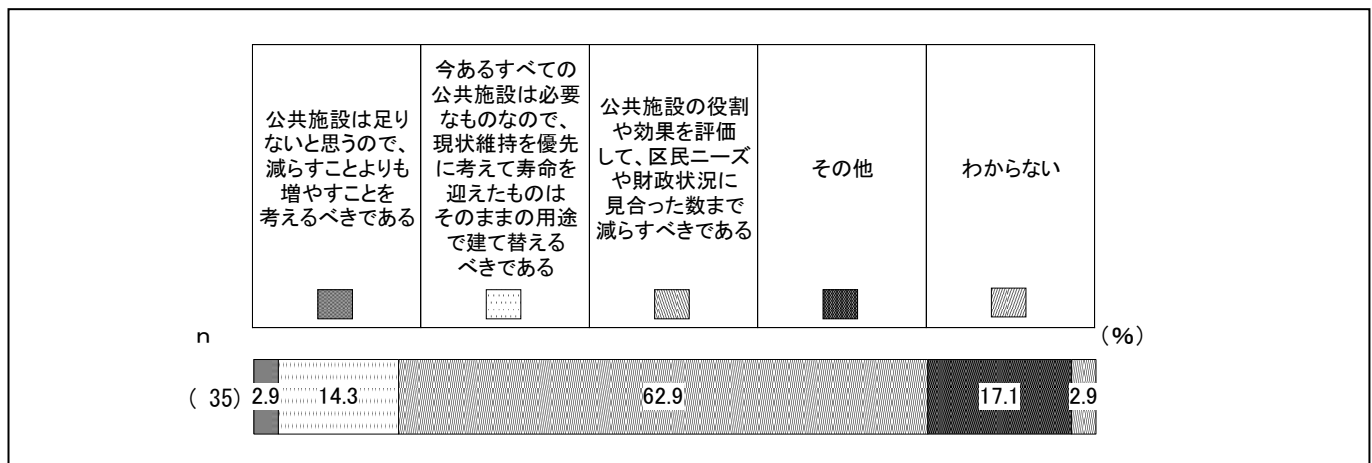 公共施設は足り
ないと思うので、
減らすことよりも
増やすことを
考えるべきである
今あるすべての
公共施設は必要
なものなので、
現状維持を優先
に考えて寿命を
迎えたものは
そのままの用途
で建て替える
べきである
公共施設の役割
や効果を評価
して、区民ニーズ
や財政状況に
見合った数まで
減らすべきである
その他
わからない
n
(%)
( 35)
2.9
14.3
62.9
17.1
2.9